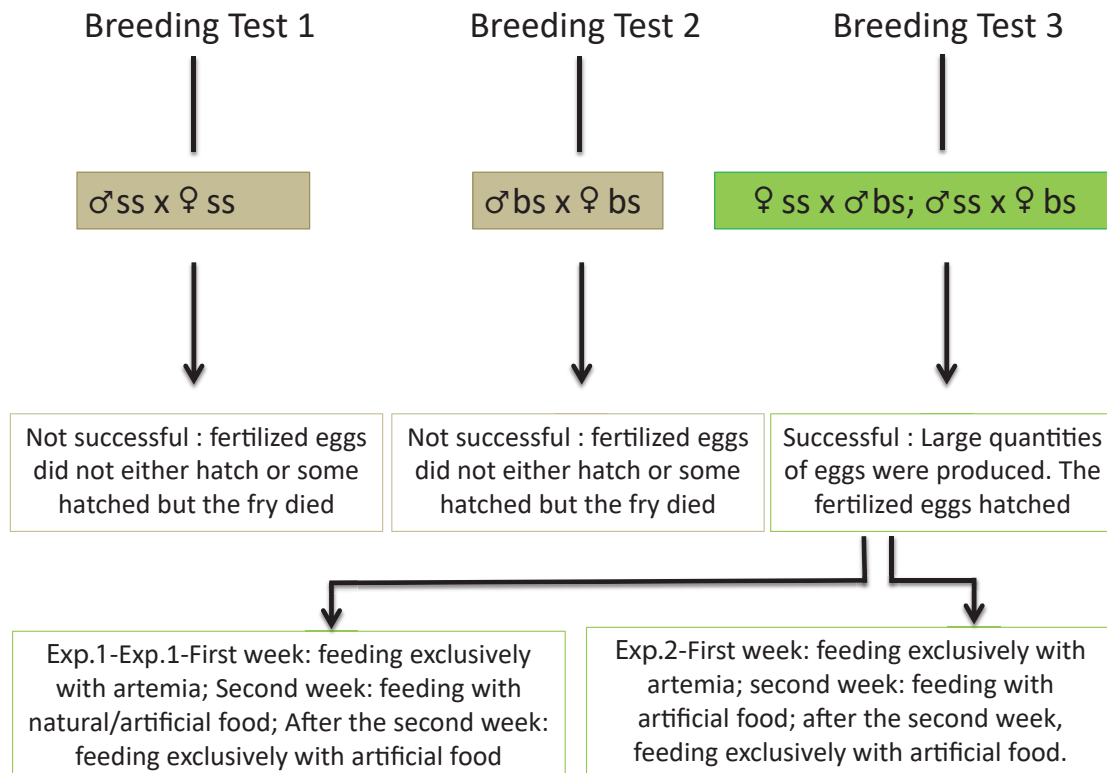 Breeding Test 1
Breeding Test 2
Breeding Test 3
♂ss x ♀ ss
♂bs x ♀ bs
♀ ss x ♂bs; ♂ss x ♀ bs
Not successful : fertilized eggs
did not either hatch or some
hatched but the fry died
Not successful : fertilized eggs
did not either hatch or some
hatched but the fry died
Successful : Large quantities
of eggs were produced. The
fertilized eggs hatched
Exp.1-Exp.1-First week: feeding exclusively
with artemia; Second week: feeding with
natural/artificial food; After the second week:
feeding exclusively with artificial food
Exp.2-First week: feeding exclusively with
artemia; second week: feeding with
artificial food; after the second week,
feeding exclusively with artificial food.